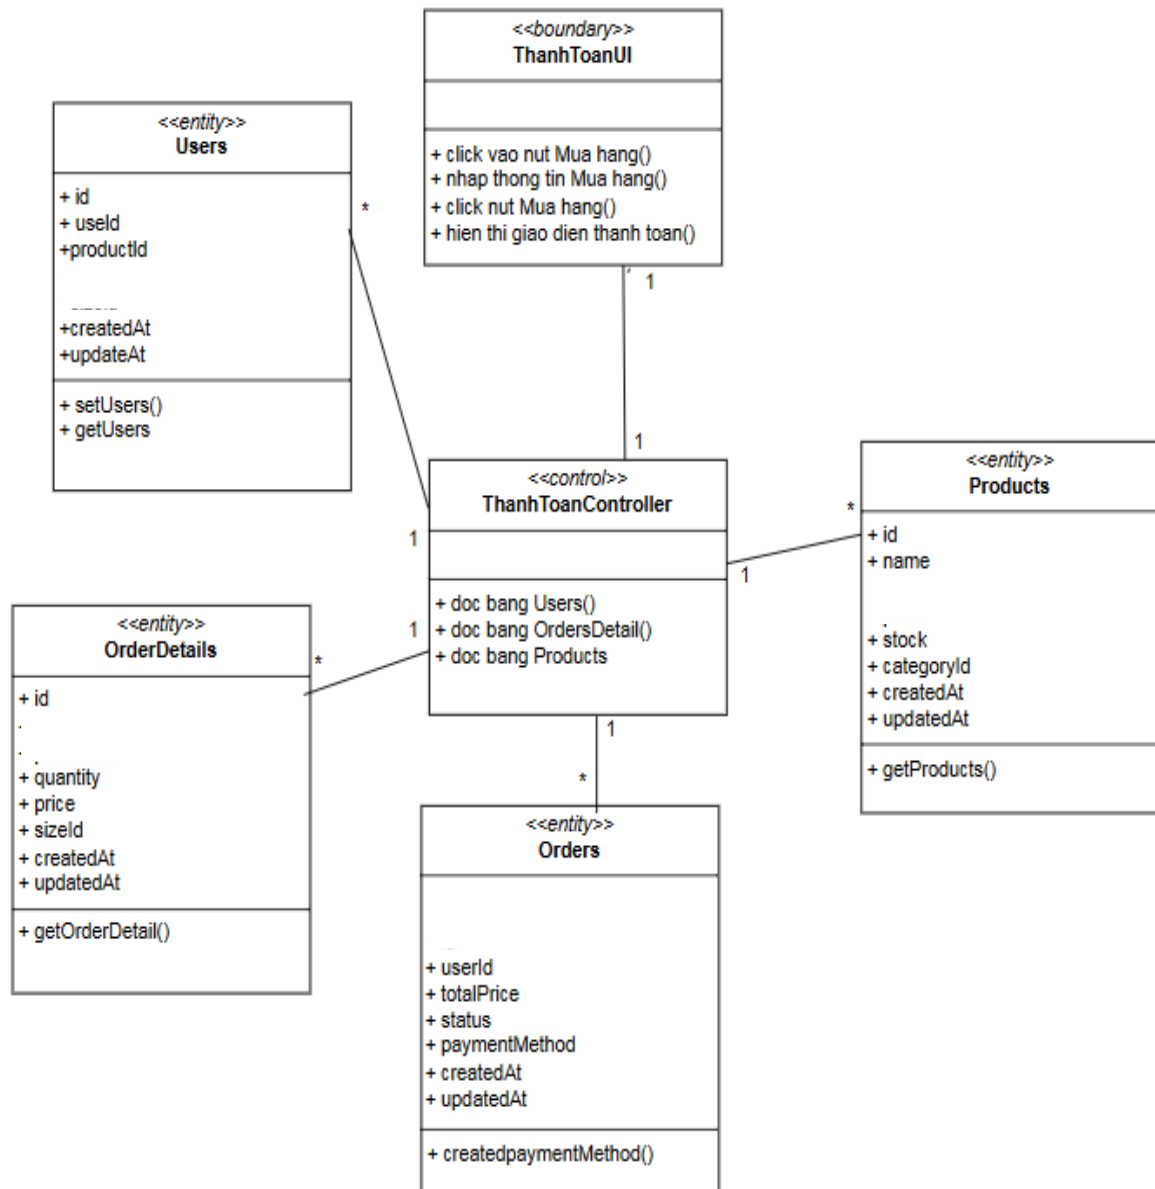 <<boundary>>
ThanhToanUI
+ click vao nut Mua hang()
+ nhap thong tin Mua hang()
+ click nut Mua hang()
+ hien thi giao dien thanh toan()
1
<<entity>>
Users
+ id
+ useId
+productId
+createdAt
+updateAt
+ setUsers()
+ getUsers
*
1
<<control>>
ThanhToanController
+ doc bang Users()
+ doc bang OrdersDetail()
+ doc bang Products
1
1
1
1
<<entity>>
Products
+ id
+ name
+ stock
+ categoryId
+ createdAt
+ updatedAt
+ getProducts()
*
<<entity>>
OrderDetails
+ id
+ quantity
+ price
+ sizeId
+ createdAt
+ updatedAt
+ getOrderDetail()
*
*
<<entity>>
Orders
+ userId
+ totalPrice
+ status
+ paymentMethod
+ createdAt
+ updatedAt
+ createdpaymentMethod()